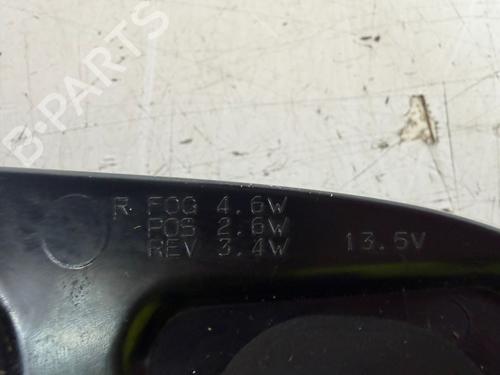 B-PARTS
R FOG 4.6W
POS 2.6W
REV 3.4W 13.5V